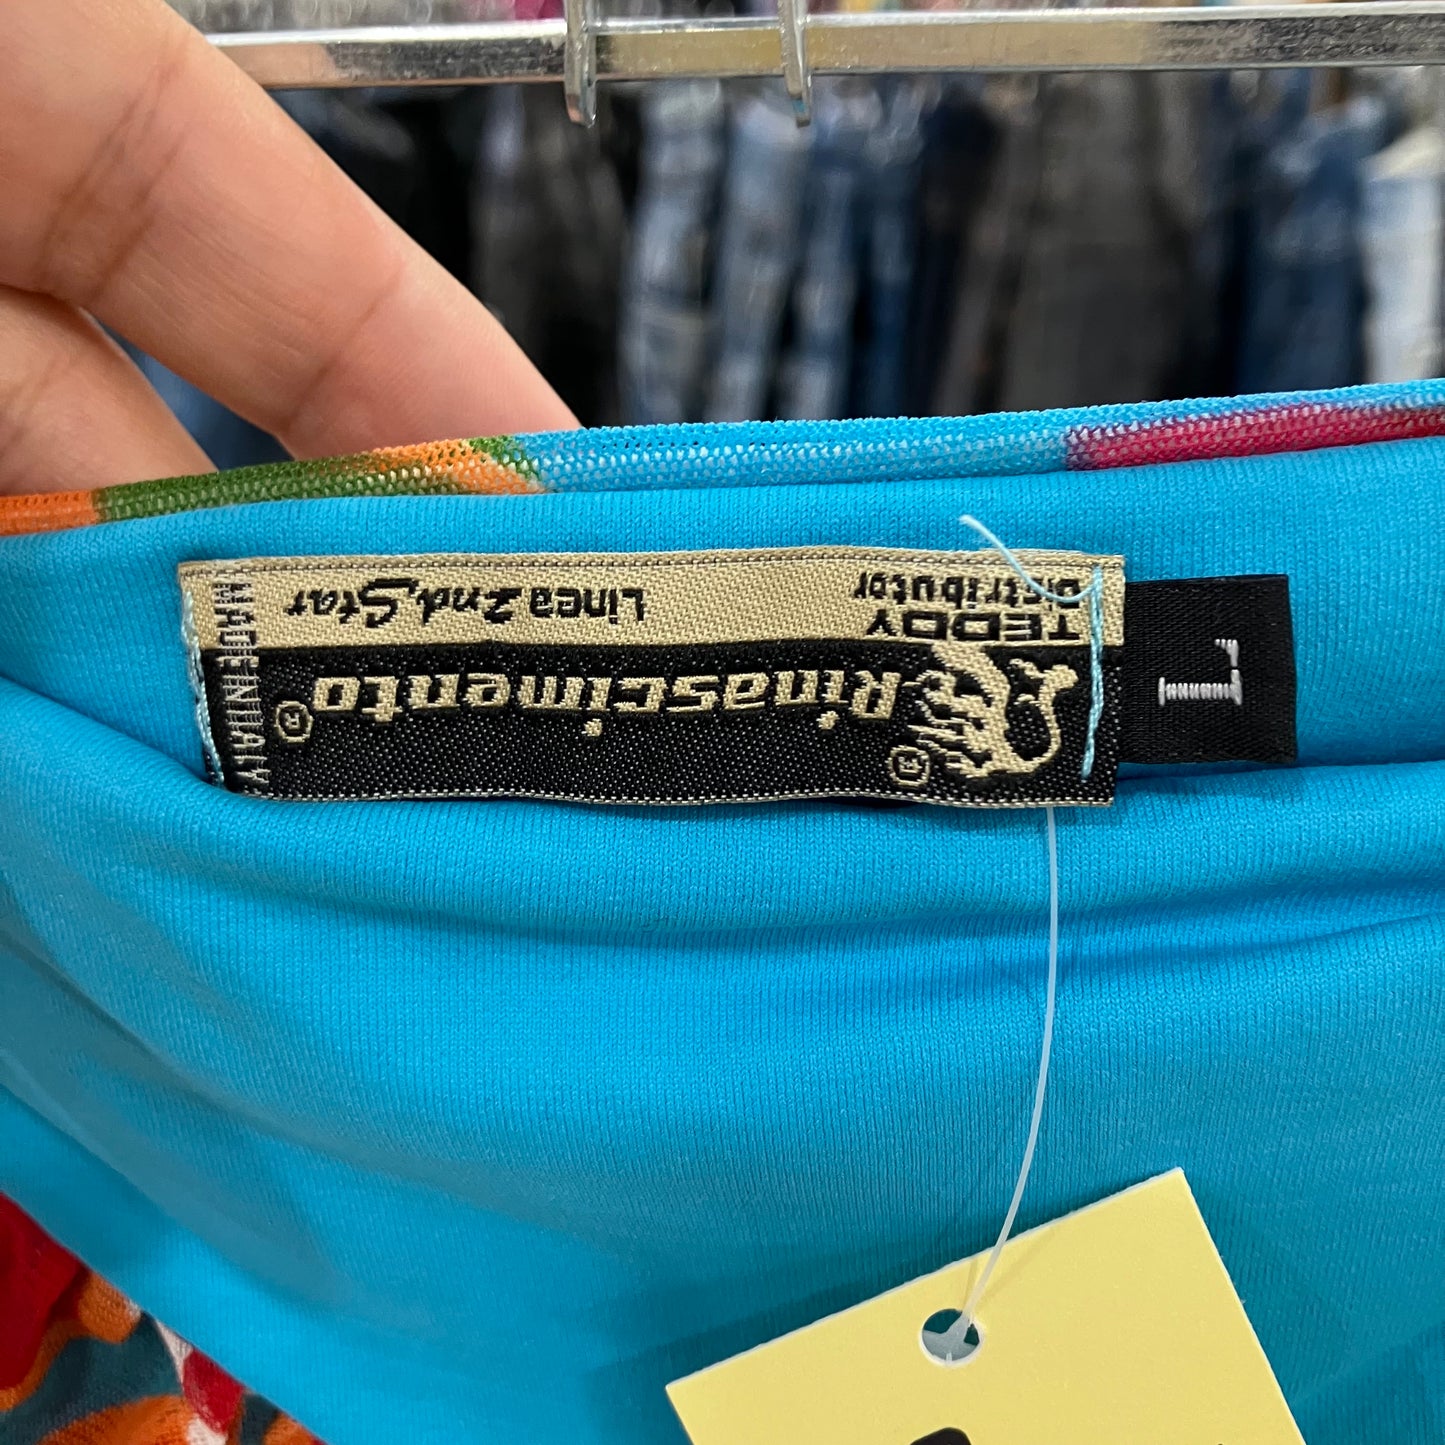 ® Rinascimento ®
TEDDY
Distributor
Linea 2nd Star
MADE IN ITALY
L